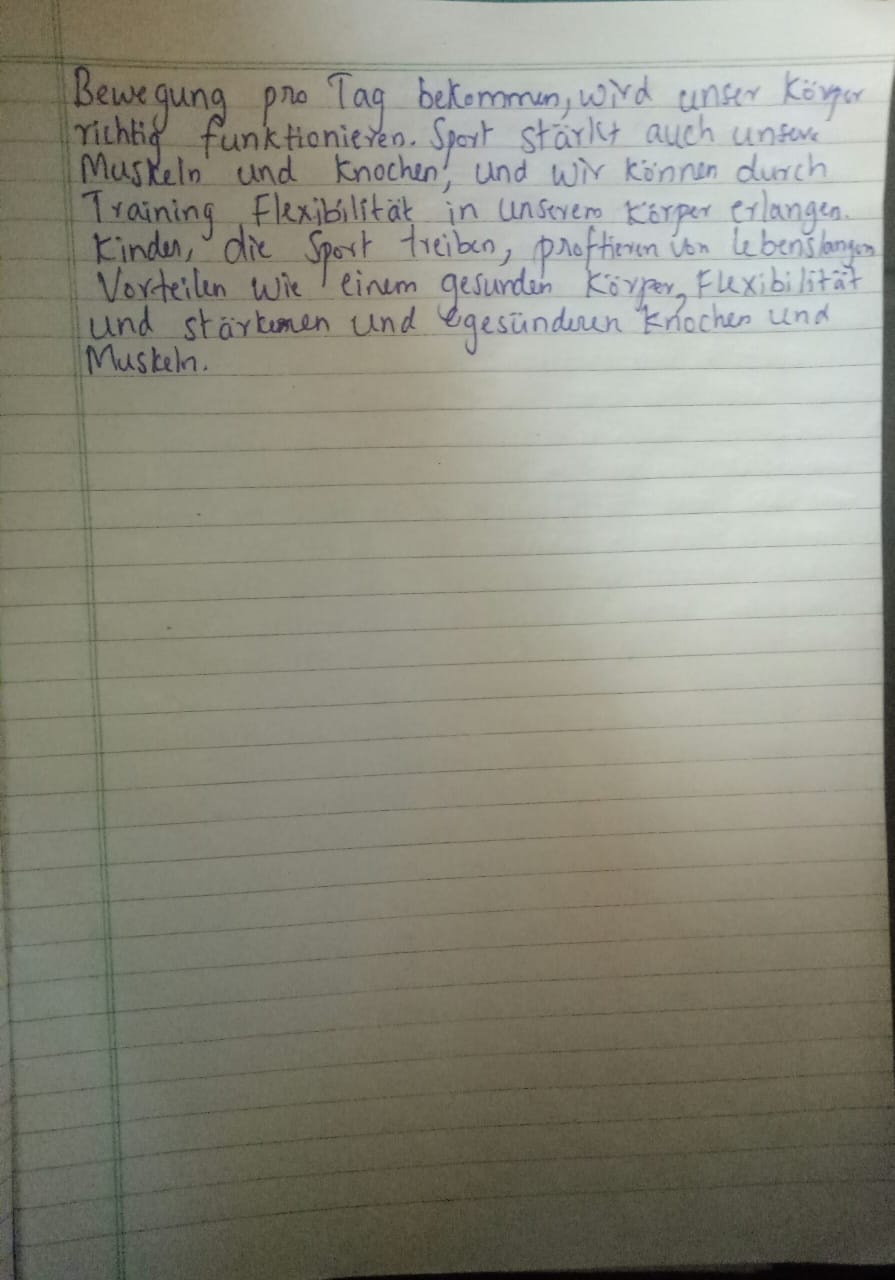 Bewegung pro Tag bekommen, wird unser Körper
richtig funktionieren. Sport stärkt auch unsere
Muskeln und Knochen, und wir können durch
Training Flexibilität in unserem Körper erlangen.
Kinder, die Sport treiben, proftieren von lebenslangen
Vorteilen wie einem gesunden Körper, Flexibilität
und stärkeren und gesünderen Knochen und
Muskeln.